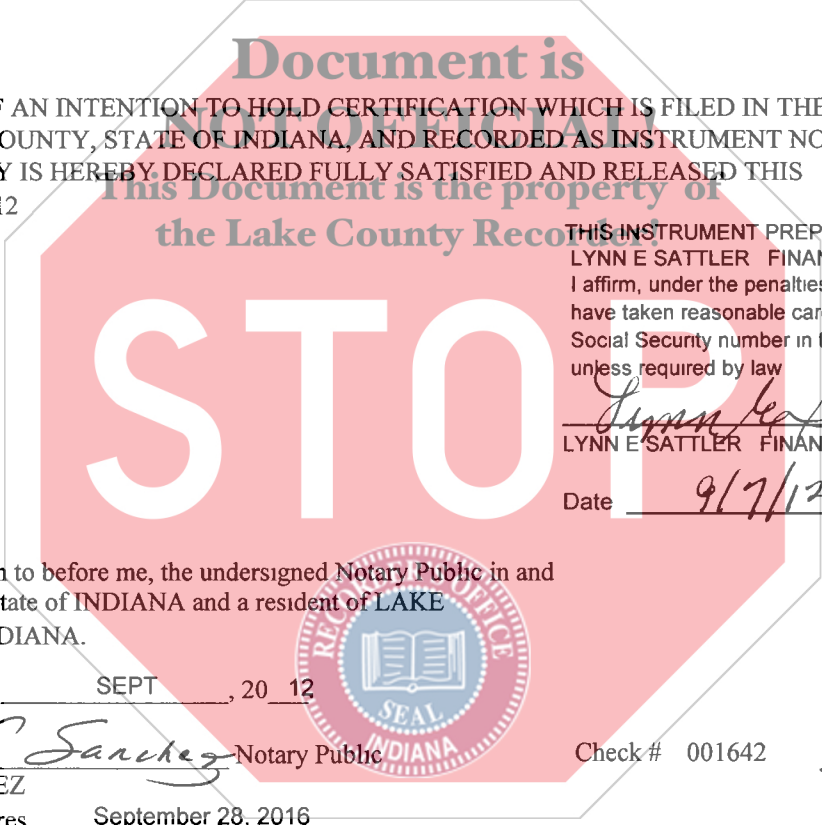 Document is
F AN INTENTION TO HOLD CERTIFICATION WHICH IS FILED IN THE
NOT OFFICIAL!
OUNTY, STATE OF INDIANA, AND RECORDED AS INSTRUMENT NO
Y IS HEREBY DECLARED FULLY SATISFIED AND RELEASED THIS
This Document is the property of
12
the Lake County Recorder!
THIS INSTRUMENT PREP
LYNN E SATTLER FINAN
I affirm, under the penalties
have taken reasonable car
Social Security number in t
unless required by law
STOP
Lynn
LYNN E SATTLER FINAN
Date 9/7/12
n to before me, the undersigned Notary Public in and
tate of INDIANA and a resident of LAKE
DIANA.
RECORDER'S OFFICE
SEAL
INDIANA
SEPT , 20 12
C Sanchez Notary Public
Check # 001642
EZ
res September 28, 2016